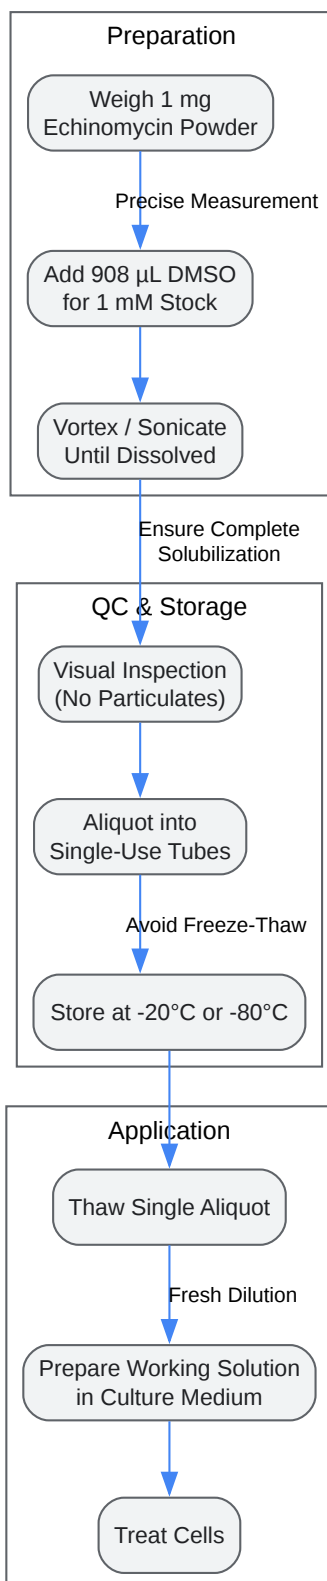 Preparation
Weigh 1 mg
Echinomycin Powder
Precise Measurement
Add 908 µL DMSO
for 1 mM Stock
Vortex / Sonicate
Until Dissolved
Ensure Complete
Solubilization
QC & Storage
Visual Inspection
(No Particulates)
Aliquot into
Single-Use Tubes
Avoid Freeze-Thaw
Store at -20°C or -80°C
Application
Thaw Single Aliquot
Fresh Dilution
Prepare Working Solution
in Culture Medium
Treat Cells